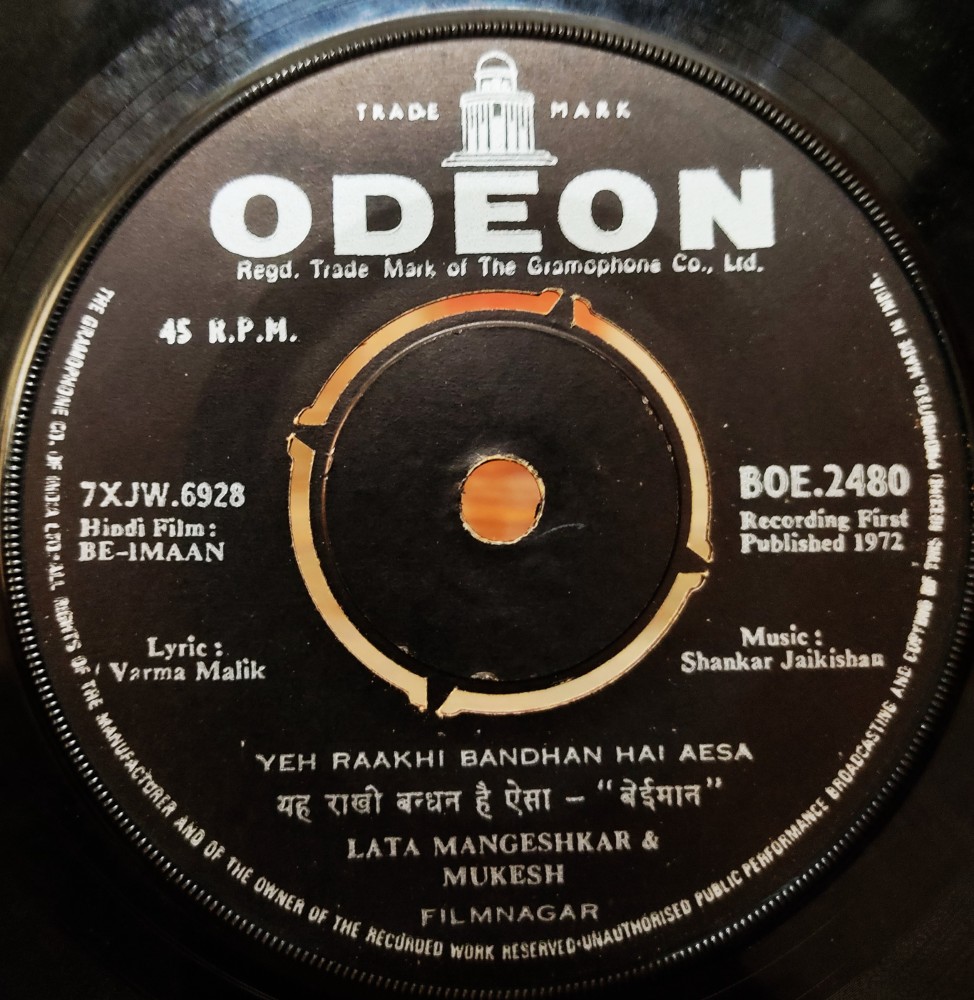 TRADE MARK
ODEON
Regd. Trade Mark of The Gramophone Co., Ltd.
45 R.P.M.
7XJW.6928
Hindi Film:
BE-IMAAN
BOE.2480
Recording First
Published 1972
Lyric:
Varma Malik
Music:
Shankar Jaikishan
YEH RAAKHI BANDHAN HAI AESA
यह राखी बन्धन है ऐसा – “बेईमान”
LATA MANGESHKAR &
MUKESH
FILMNAGAR
THE GRAMOPHONE CO. OF INDIA LTD·ALL RIGHTS OF THE MANUFACTURER AND OF THE OWNER OF THE RECORDED WORK RESERVED·UNAUTHORISED PUBLIC PERFORMANCE BROADCASTING AND COPYING OF THIS RECORD PROHIBITED. MADE IN INDIA.